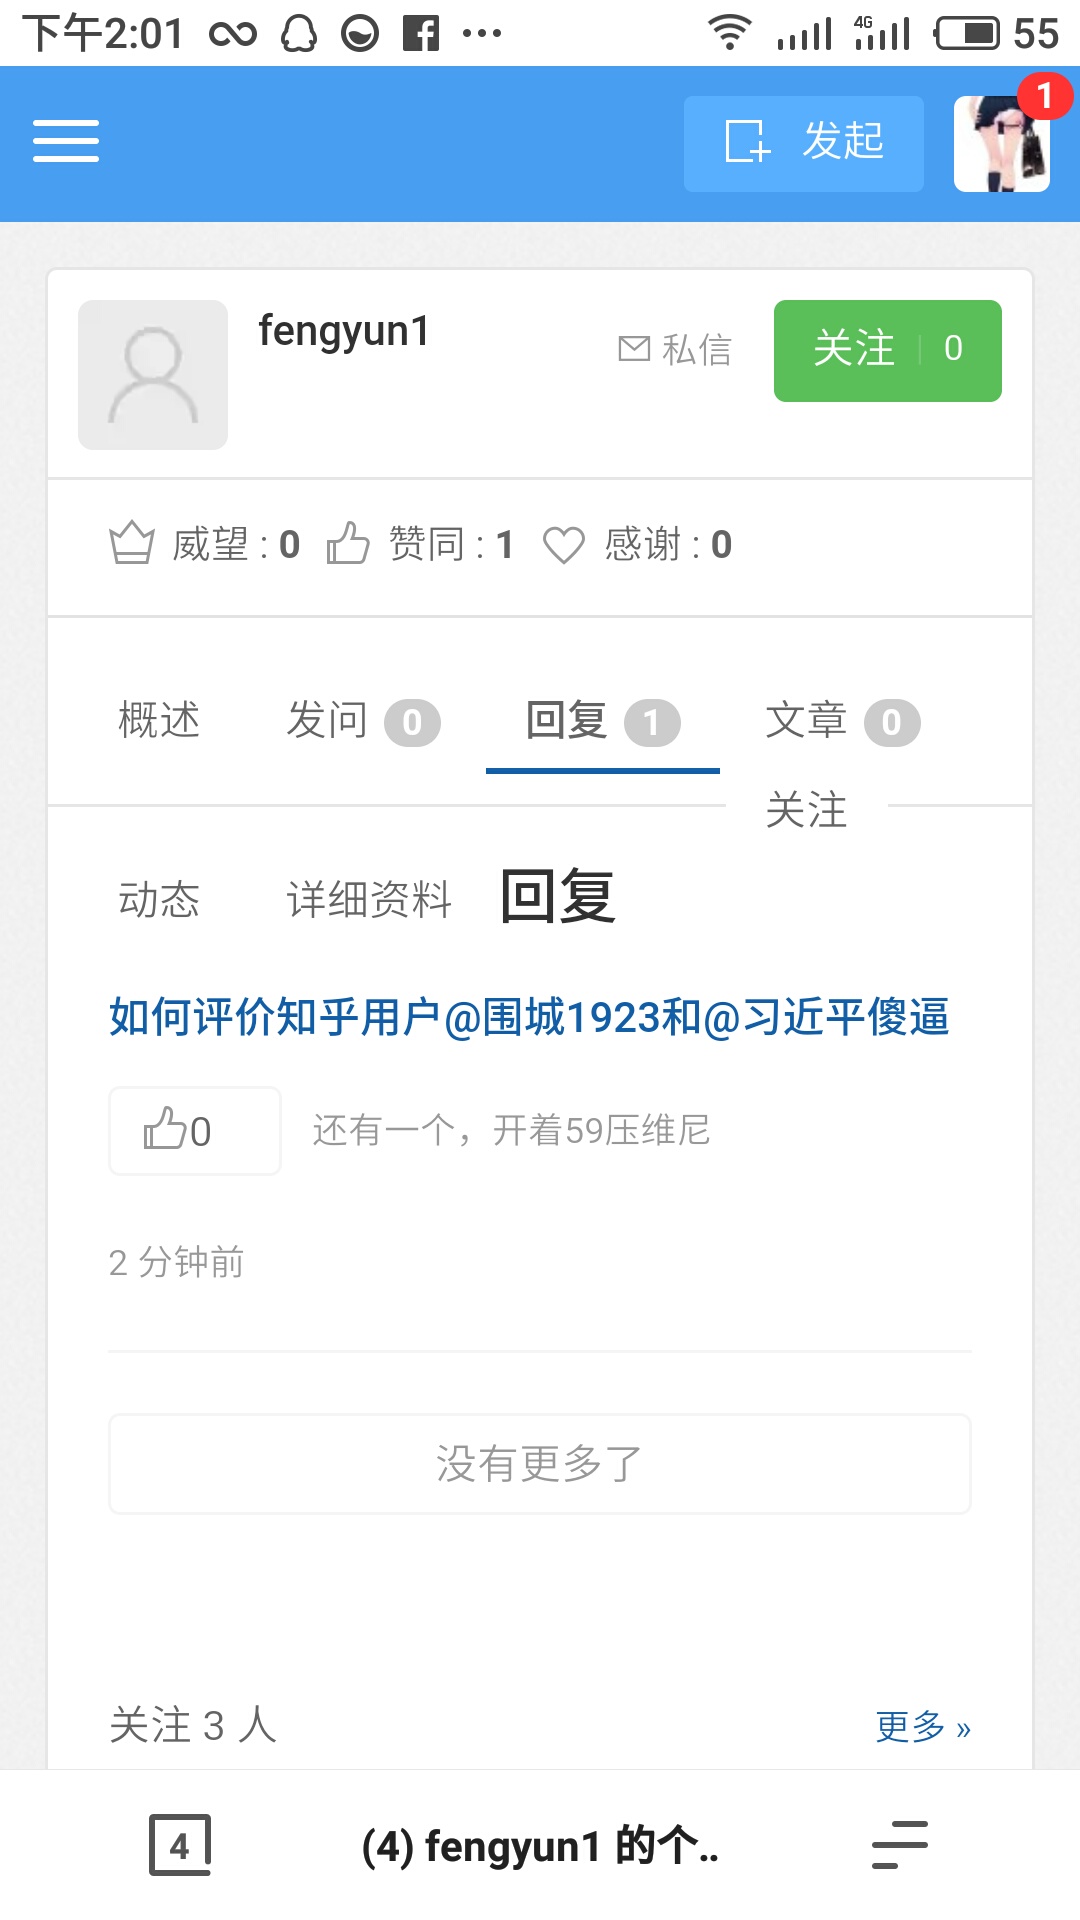 下午2:01 4G 55
发起 1
fengyun1 私信 关注 0
威望 : 0 赞同 : 1 感谢 : 0
概述 发问 0 回复 1 文章 0
关注
动态 详细资料 回复
如何评价知乎用户@围城1923和@习近平傻逼
0 还有一个，开着59压维尼
2 分钟前
没有更多了
关注 3 人 更多 »
4 (4) fengyun1 的个..